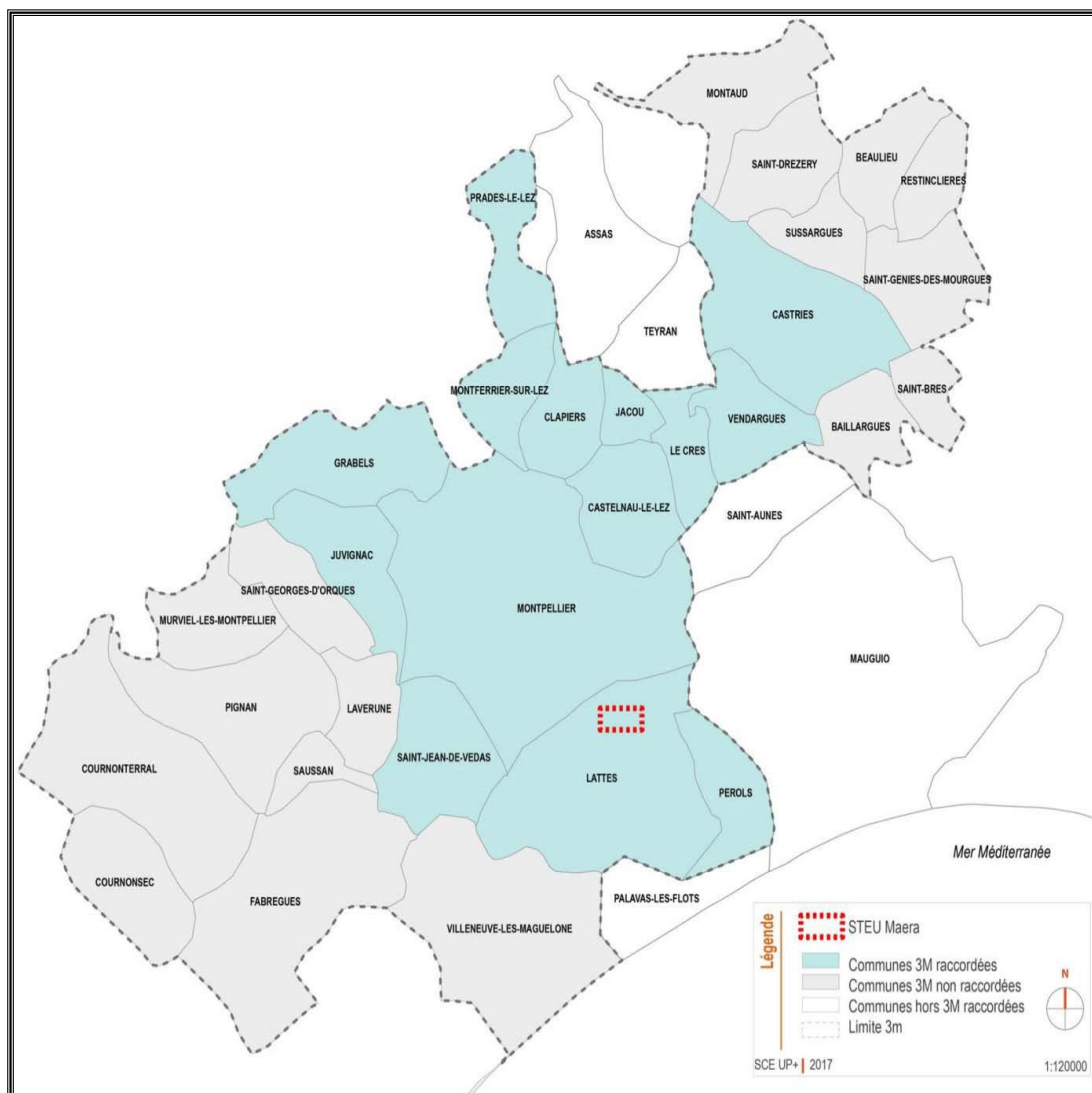 MONTAUD
SAINT-DREZERY
BEAULIEU
RESTINCLIERES
PRADES-LE-LEZ
ASSAS
SUSSARGUES
SAINT-GENIES-DES-MOURGUES
CASTRIES
TEYRAN
MONTFERRIER-SUR-LEZ
CLAPIERS
JACOU
SAINT-BRES
VENDARGUES
BAILLARGUES
LE CRES
GRABELS
CASTELNAU-LE-LEZ
SAINT-AUNES
JUVIGNAC
SAINT-GEORGES-D'ORQUES
MONTPELLIER
MURVIEL-LES-MONTPELLIER
MAUGUIO
PIGNAN
LAVERUNE
SAINT-JEAN-DE-VEDAS
COURNONTERRAL
SAUSSAN
LATTES
PEROLS
Mer Méditerranée
COURNONSEC
FABREGUES
PALAVAS-LES-FLOTS
VILLENEUVE-LES-MAGUELONE
Légende
STEU Maera
Communes 3M raccordées
Communes 3M non raccordées
Communes hors 3M raccordées
Limite 3m
N
SCE UP+ | 2017
1:120000